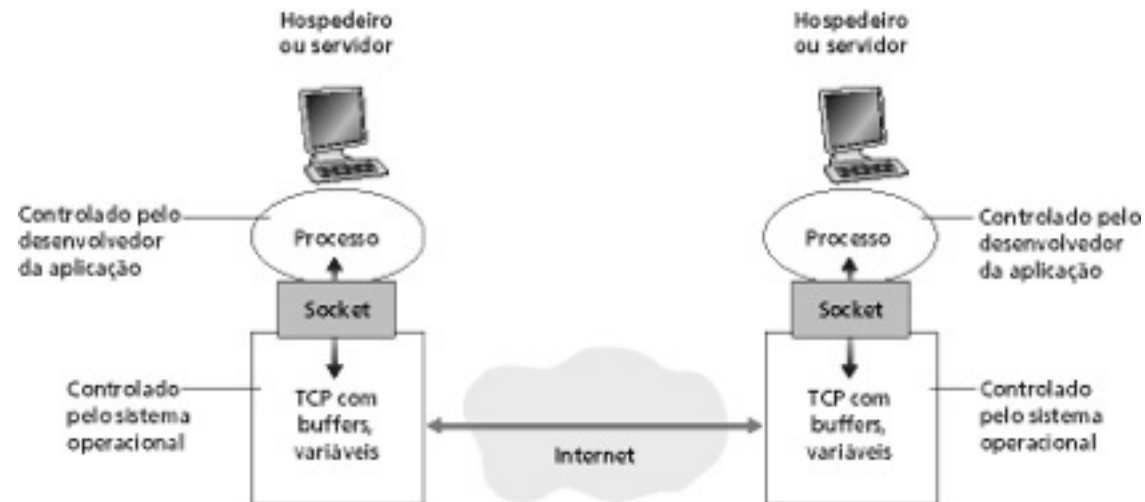 Hospedeiro
ou servidor
Hospedeiro
ou servidor
Controlado pelo
desenvolvedor
da aplicação
Processo
Processo
Controlado pelo
desenvolvedor
da aplicação
Socket
Socket
Controlado
pelo sistema
operacional
TCP com
buffers,
variáveis
Internet
TCP com
buffers,
variáveis
Controlado
pelo sistema
operacional